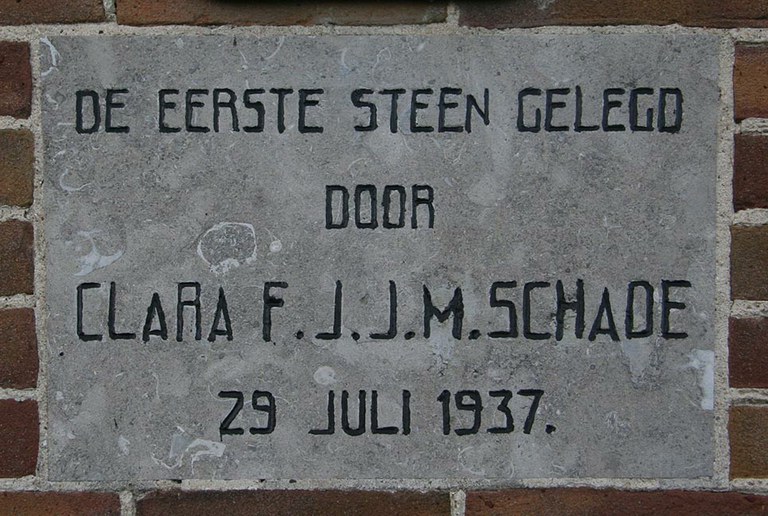 DE EERSTE STEEN GELEGD
DOOR
CLARA F.J.J.M.SCHADE
29 JULI 1937.